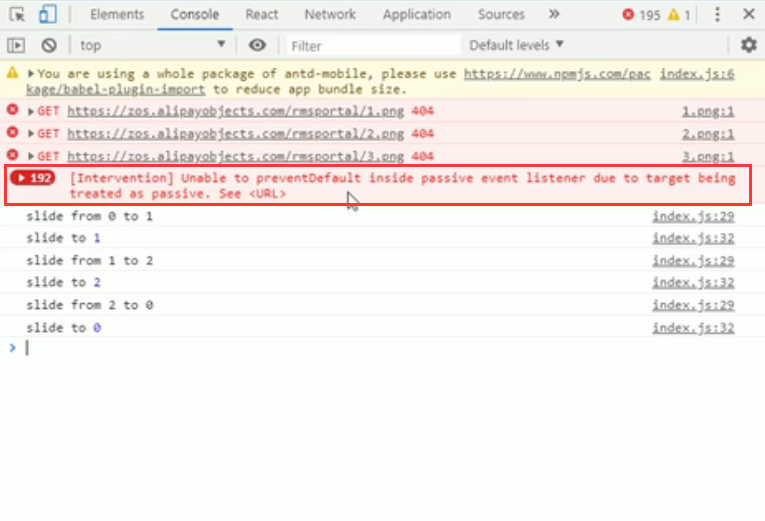 Elements Console React Network Application Sources » 195 1
top Filter Default levels
You are using a whole package of antd-mobile, please use https://www.npmjs.com/pac index.js:6
kage/babel-plugin-import to reduce app bundle size.
GET https://zos.alipayobjects.com/rmsportal/1.png 404 1.png:1
GET https://zos.alipayobjects.com/rmsportal/2.png 404 2.png:1
GET https://zos.alipayobjects.com/rmsportal/3.png 404 3.png:1
192 [Intervention] Unable to preventDefault inside passive event listener due to target being
treated as passive. See <URL>
slide from 0 to 1 index.js:29
slide to 1 index.js:32
slide from 1 to 2 index.js:29
slide to 2 index.js:32
slide from 2 to 0 index.js:29
slide to 0 index.js:32
>